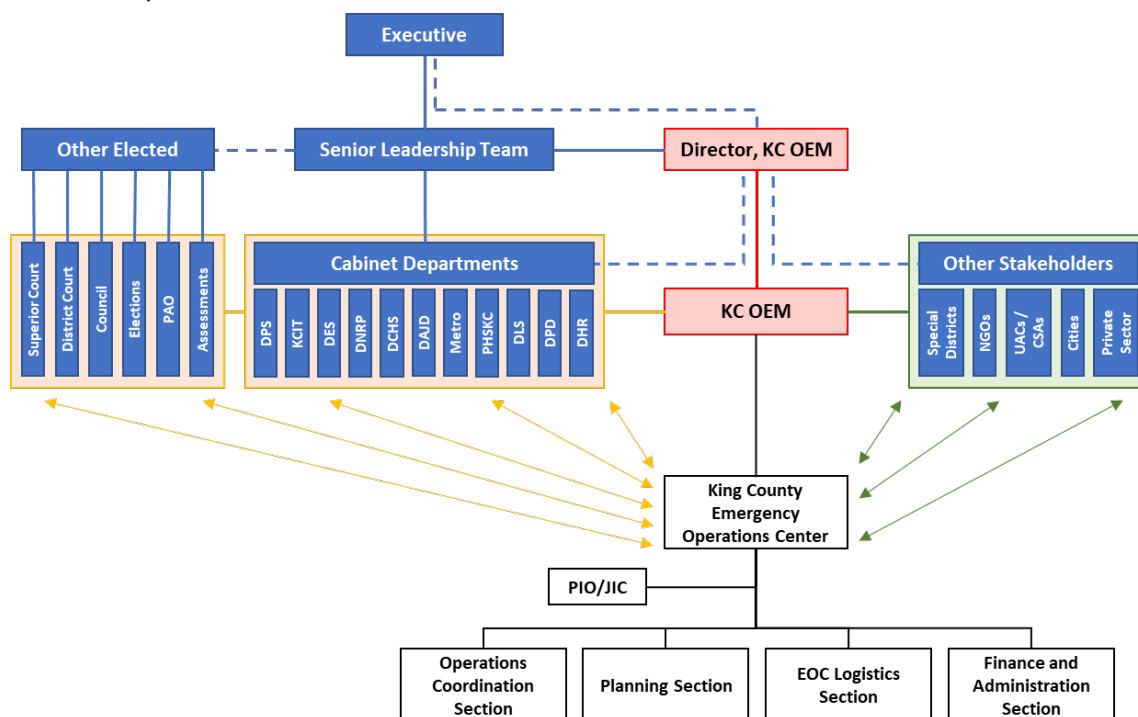 Executive
Other Elected
Senior Leadership Team
Director, KC OEM
Superior Court
District Court
Council
Elections
PAO
Assessments
Cabinet Departments
DPS
KCIT
DES
DNRP
DCHS
DAJD
Metro
PHSKC
DLS
DPD
DHR
KC OEM
Other Stakeholders
Special
Districts
NGOs
UACs /
CSAs
Cities
Private
Sector
King County
Emergency
Operations Center
PIO/JIC
Operations
Coordination
Section
Planning Section
EOC Logistics
Section
Finance and
Administration
Section